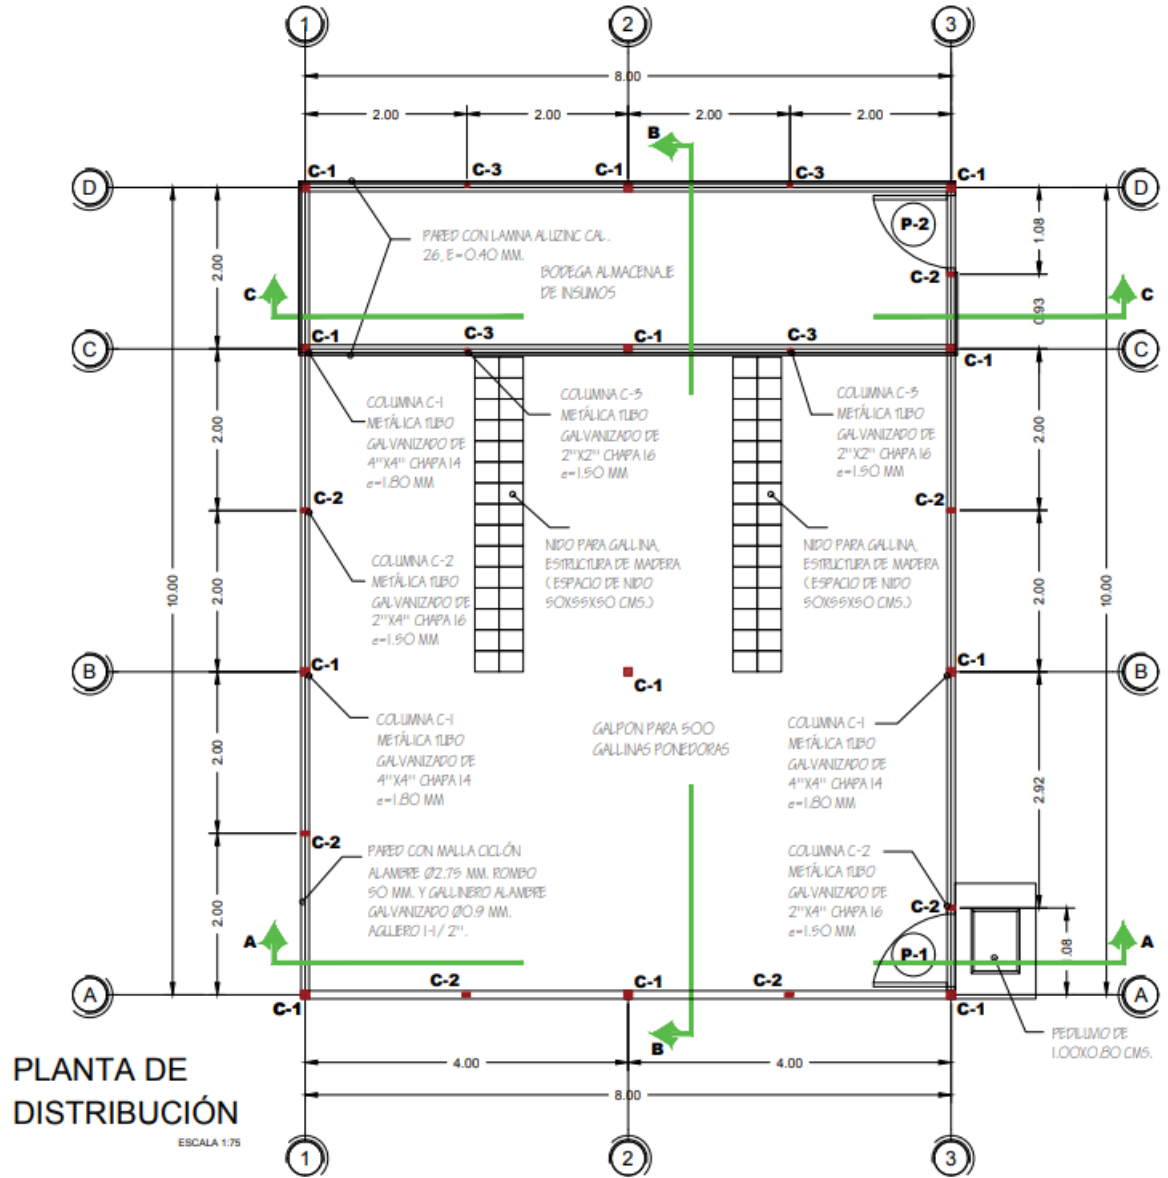 1 2 3
8.00
2.00 2.00 2.00 2.00
B
C-1 C-3 C-1 C-3 C-1
D D
P-2
1.08
PARED CON LAMINA ALUZINC CAL.
26, E=0.40 MM.
BODEGA ALMACENAJE
DE INSUMOS
2.00
C-2
C C
0.93
C-1 C-3 C-1 C-3
C C
C-1
COLUMNA C-1
METÁLICA TUBO
GALVANIZADO DE
4"X4" CHAPA 14
e=1.80 MM
COLUMNA C-3
METÁLICA TUBO
GALVANIZADO DE
2"X2" CHAPA 16
e=1.50 MM
COLUMNA C-3
METÁLICA TUBO
GALVANIZADO DE
2"X2" CHAPA 16
e=1.50 MM
2.00 2.00
C-2 C-2
NIDO PARA GALLINA,
ESTRUCTURA DE MADERA
(ESPACIO DE NIDO
50X55X50 CMS.)
NIDO PARA GALLINA,
ESTRUCTURA DE MADERA
(ESPACIO DE NIDO
50X55X50 CMS.)
COLUMNA C-2
METÁLICA TUBO
GALVANIZADO DE
2"X4" CHAPA 16
e=1.50 MM
10.00 2.00 2.00 10.00
B C-1 C-1 B
C-1
COLUMNA C-1
METÁLICA TUBO
GALVANIZADO DE
4"X4" CHAPA 14
e=1.80 MM
GALPON PARA 500
GALLINAS PONEDORAS
COLUMNA C-1
METÁLICA TUBO
GALVANIZADO DE
4"X4" CHAPA 14
e=1.80 MM
2.00 2.92
C-2
PARED CON MALLA CICLÓN
ALAMBRE Ø2.75 MM. ROMBO
50 MM. Y GALLINERO ALAMBRE
GALVANIZADO Ø0.9 MM.
AGUJERO 1-1/2".
COLUMNA C-2
METÁLICA TUBO
GALVANIZADO DE
2"X4" CHAPA 16
e=1.50 MM
2.00
C-2
A P-1 1.08 A
C-2 C-1 C-2
A A
C-1 C-1
B
PEDILUVIO DE
1.00X0.80 CMS.
4.00 4.00
8.00
PLANTA DE
DISTRIBUCIÓN
ESCALA 1:75
1 2 3